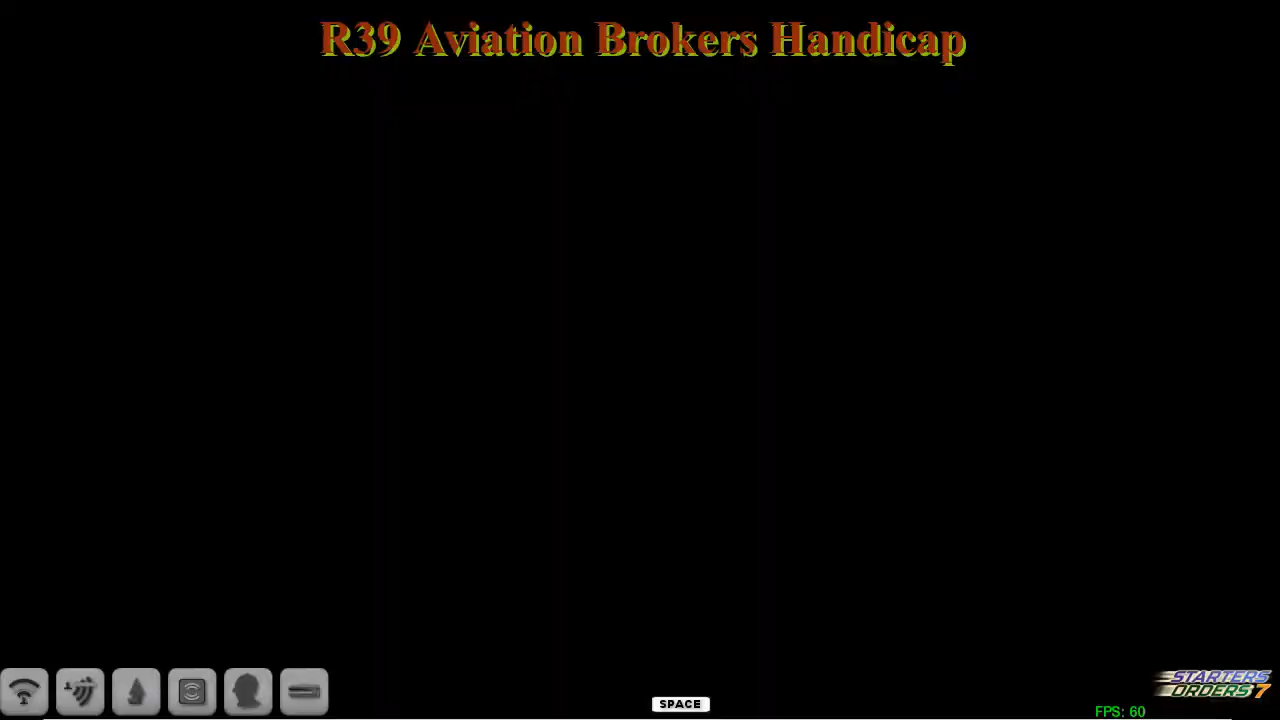 R39 Aviation Brokers Handicap
SPACE
STARTERS
ORDERS 7
FPS: 60